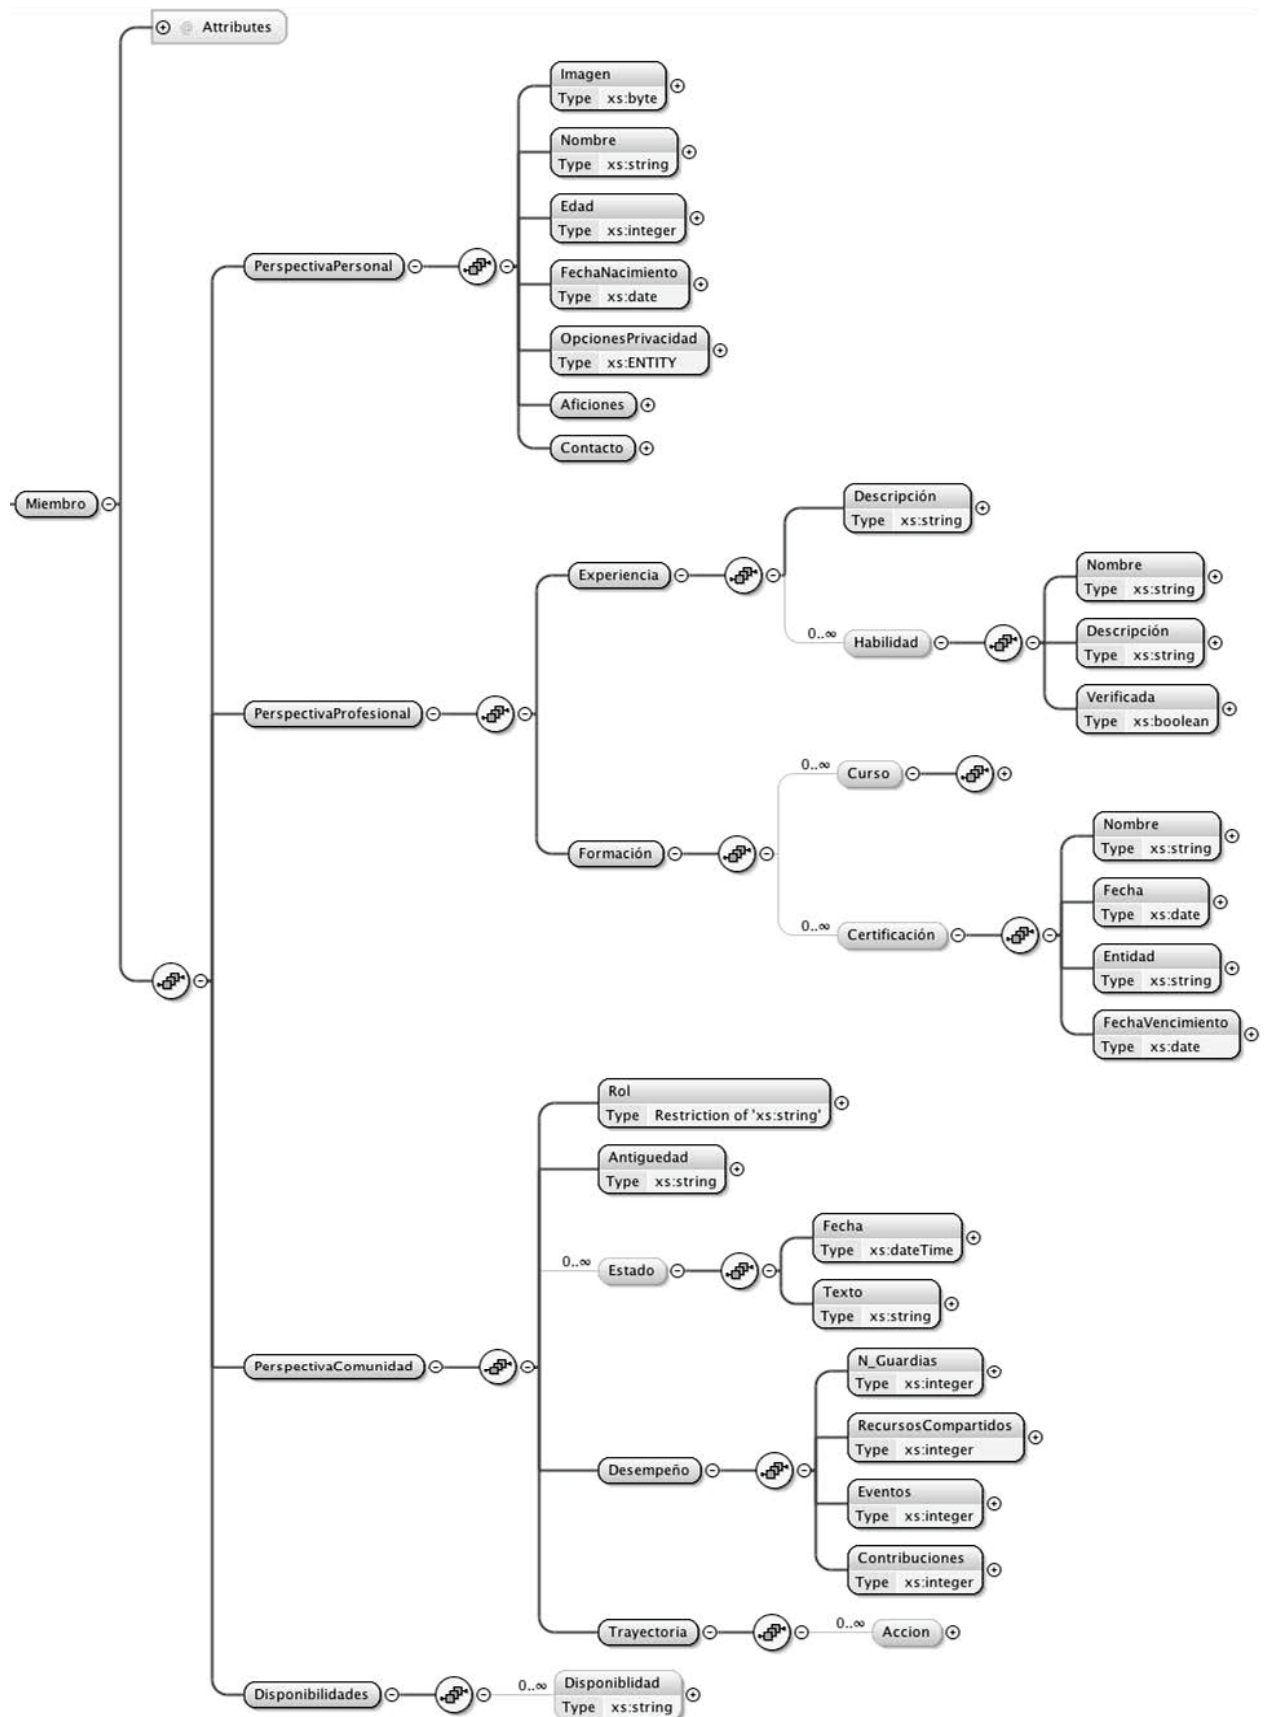 @ Attributes
Imagen
Type xs:byte
Nombre
Type xs:string
Edad
Type xs:integer
PerspectivaPersonal
FechaNacimiento
Type xs:date
OpcionesPrivacidad
Type xs:ENTITY
Aficiones
Contacto
Miembro
Descripción
Type xs:string
Experiencia
Nombre
Type xs:string
0..∞ Habilidad
Descripción
Type xs:string
Verificada
Type xs:boolean
PerspectivaProfesional
0..∞ Curso
Formación
Nombre
Type xs:string
Fecha
Type xs:date
0..∞ Certificación
Entidad
Type xs:string
FechaVencimiento
Type xs:date
Rol
Type Restriction of 'xs:string'
Antiguedad
Type xs:string
0..∞ Estado
Fecha
Type xs:dateTime
Texto
Type xs:string
PerspectivaComunidad
N_Guardias
Type xs:integer
RecursosCompartidos
Type xs:integer
Desempeño
Eventos
Type xs:integer
Contribuciones
Type xs:integer
Trayectoria
0..∞ Accion
Disponibilidades
0..∞ Disponiblidad
Type xs:string